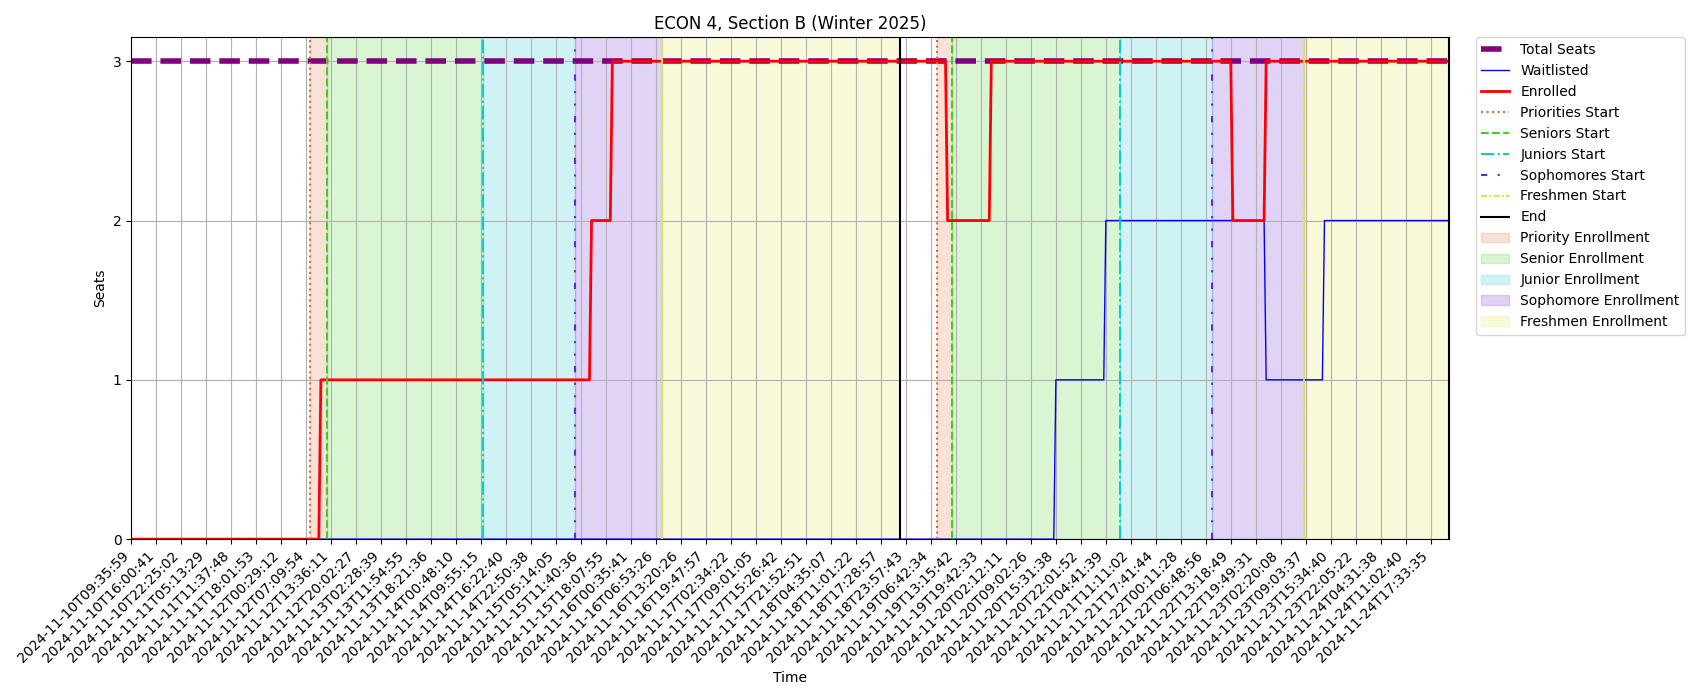 ECON 4, Section B (Winter 2025)
Seats
3
2
1
0
2024-11-10T09:35:59
2024-11-10T16:00:41
2024-11-10T22:25:02
2024-11-11T05:13:29
2024-11-11T11:37:48
2024-11-11T18:01:53
2024-11-12T00:29:12
2024-11-12T07:09:54
2024-11-12T13:36:11
2024-11-12T20:02:27
2024-11-13T02:28:39
2024-11-13T11:54:55
2024-11-13T18:21:36
2024-11-14T00:48:10
2024-11-14T09:55:15
2024-11-14T16:22:40
2024-11-14T22:50:38
2024-11-15T05:14:05
2024-11-15T11:40:36
2024-11-15T18:07:55
2024-11-16T00:35:41
2024-11-16T06:53:26
2024-11-16T13:20:26
2024-11-16T19:47:57
2024-11-17T02:34:22
2024-11-17T09:01:05
2024-11-17T15:26:42
2024-11-17T21:52:51
2024-11-18T04:35:07
2024-11-18T11:01:22
2024-11-18T17:28:57
2024-11-18T23:57:43
2024-11-19T06:42:34
2024-11-19T13:15:42
2024-11-19T19:42:33
2024-11-20T02:12:11
2024-11-20T09:02:26
2024-11-20T15:31:38
2024-11-20T22:01:52
2024-11-21T04:41:39
2024-11-21T11:11:02
2024-11-21T17:41:44
2024-11-22T00:11:28
2024-11-22T06:48:56
2024-11-22T13:18:49
2024-11-22T19:49:31
2024-11-23T02:20:08
2024-11-23T09:03:37
2024-11-23T15:34:40
2024-11-23T22:05:22
2024-11-24T04:31:38
2024-11-24T11:02:40
2024-11-24T17:33:35
Time
Total Seats
Waitlisted
Enrolled
Priorities Start
Seniors Start
Juniors Start
Sophomores Start
Freshmen Start
End
Priority Enrollment
Senior Enrollment
Junior Enrollment
Sophomore Enrollment
Freshmen Enrollment